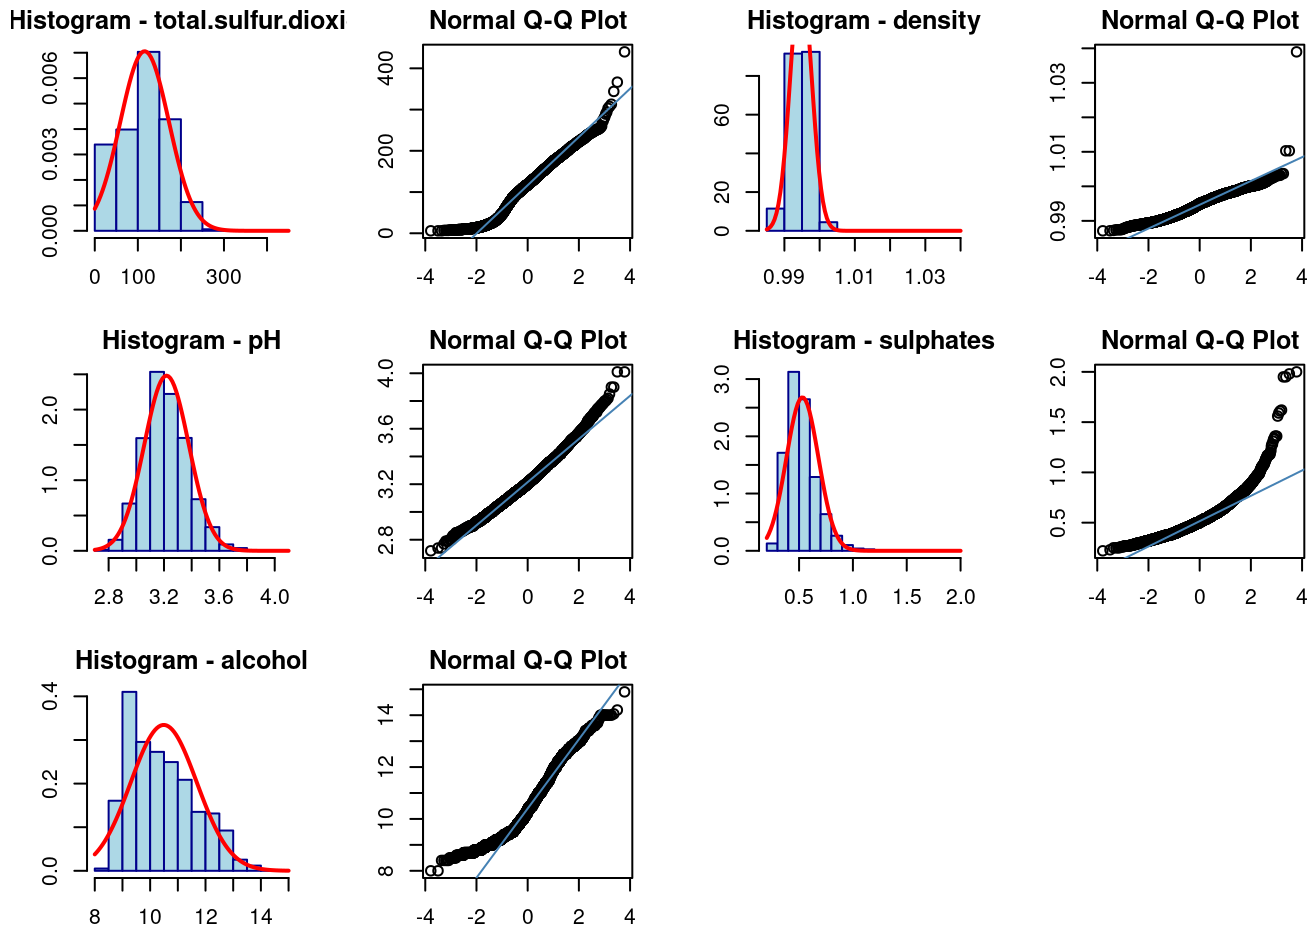 Histogram - total.sulfur.dioxi
Normal Q-Q Plot
Histogram - density
Normal Q-Q Plot
0.000 0.003 0.006
0 100 300
0 200 400
-4 -2 0 2 4
0 20 60
0.99 1.01 1.03
0.99 1.01 1.03
-4 -2 0 2 4
Histogram - pH
Normal Q-Q Plot
Histogram - sulphates
Normal Q-Q Plot
0.0 1.0 2.0
2.8 3.2 3.6 4.0
2.8 3.2 3.6 4.0
-4 -2 0 2 4
0.0 1.0 2.0 3.0
0.5 1.0 1.5 2.0
0.5 1.0 1.5 2.0
-4 -2 0 2 4
Histogram - alcohol
Normal Q-Q Plot
0.0 0.2 0.4
8 10 12 14
8 10 12 14
-4 -2 0 2 4